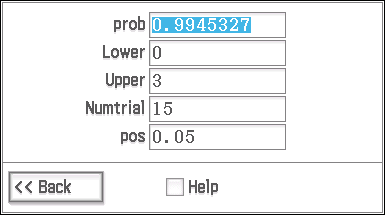 prob 0.9945327
Lower 0
Upper 3
Numtrial 15
pos 0.05
<< Back Help